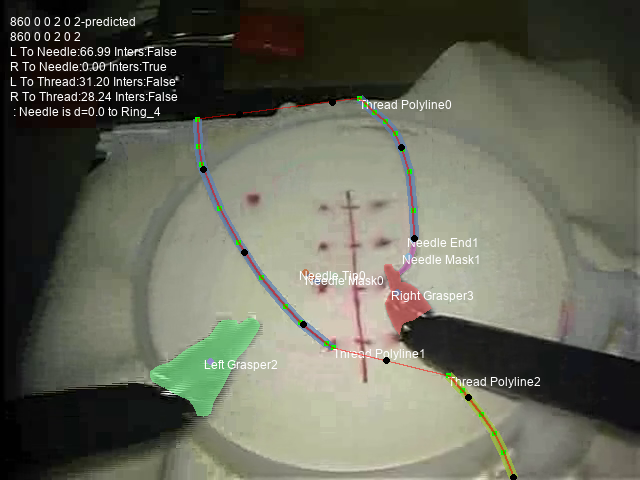 860 0 0 2 0 2-predicted
860 0 0 2 0 2
L To Needle:66.99 Inters:False
R To Needle:0.00 Inters:True
L To Thread:31.20 Inters:False*
R To Thread:28.24 Inters:False
: Needle is d=0.0 to Ring_4
Thread Polyline0
Needle End1
Needle Mask1
Needle Tip0
Needle Mask0
Right Grasper3
Thread Polyline1
Left Grasper2
Thread Polyline2